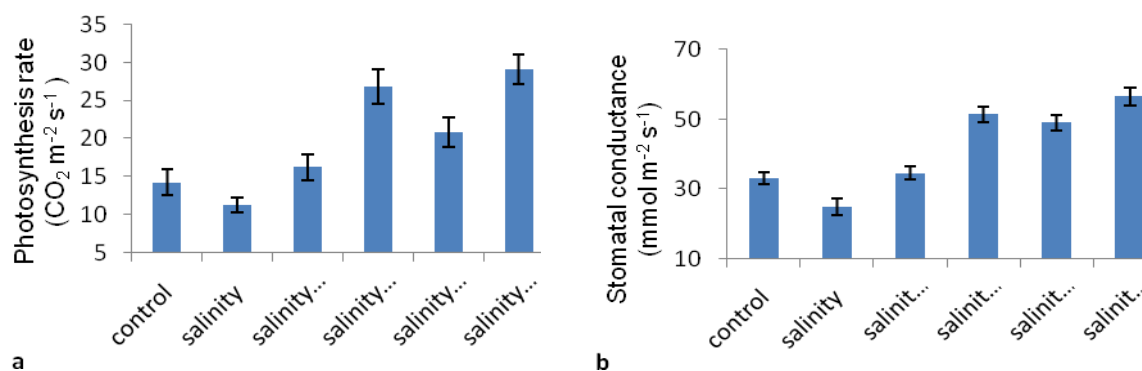 Photosynthesis rate
(CO₂ m⁻² s⁻¹)
35
30
25
20
15
10
5
control
salinity
salinity...
salinity...
salinity...
salinity...
a
Stomatal conductance
(mmol m⁻² s⁻¹)
70
50
30
10
control
salinity
salinit...
salinit...
salinit...
salinit...
b